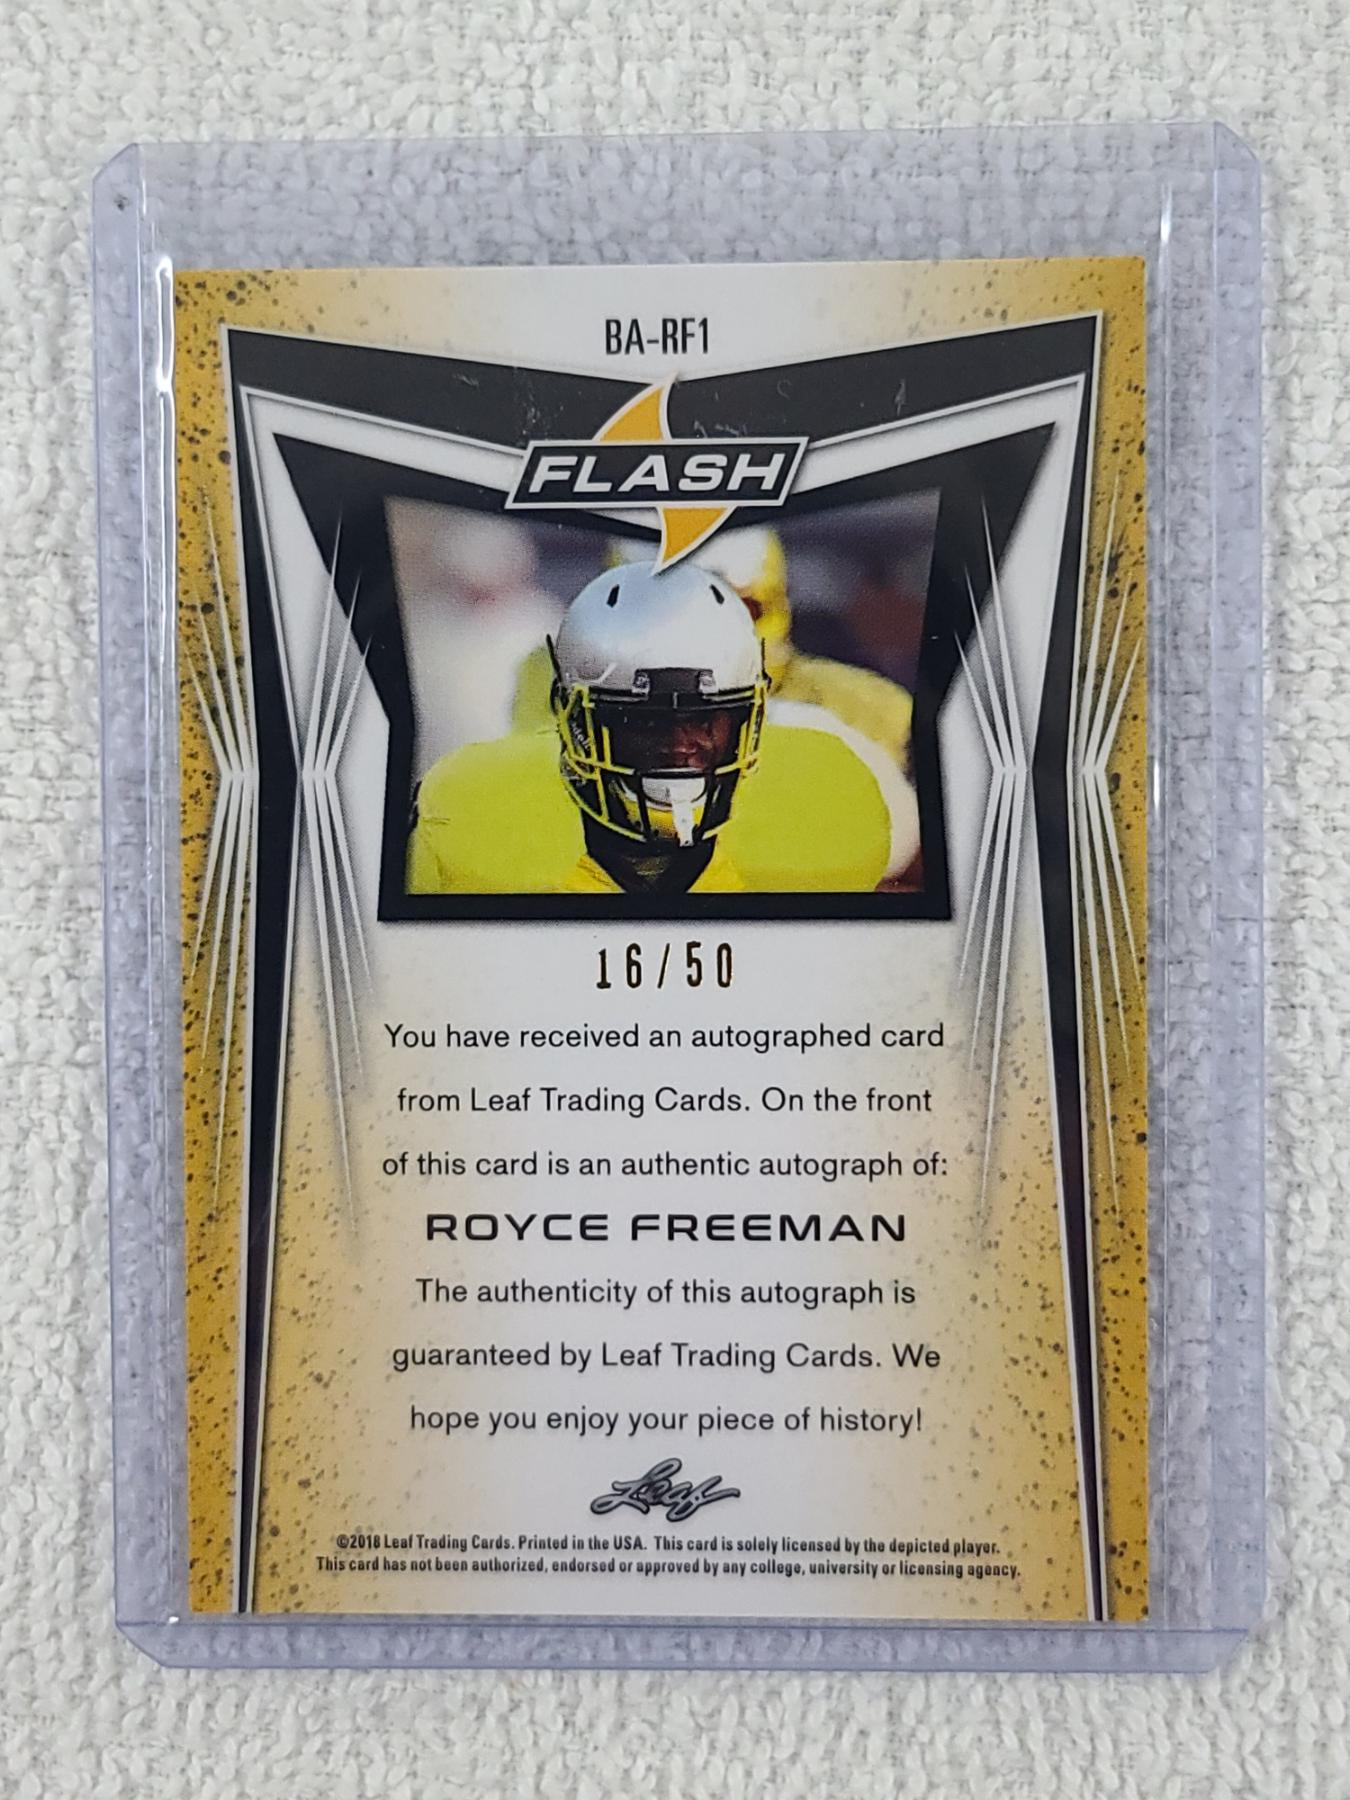 BA-RF1
FLASH
16/50
You have received an autographed card
from Leaf Trading Cards. On the front
of this card is an authentic autograph of:
ROYCE FREEMAN
The authenticity of this autograph is
guaranteed by Leaf Trading Cards. We
hope you enjoy your piece of history!
Leaf
©2018 Leaf Trading Cards. Printed in the USA. This card is solely licensed by the depicted player.
This card has not been authorized, endorsed or approved by any college, university or licensing agency.